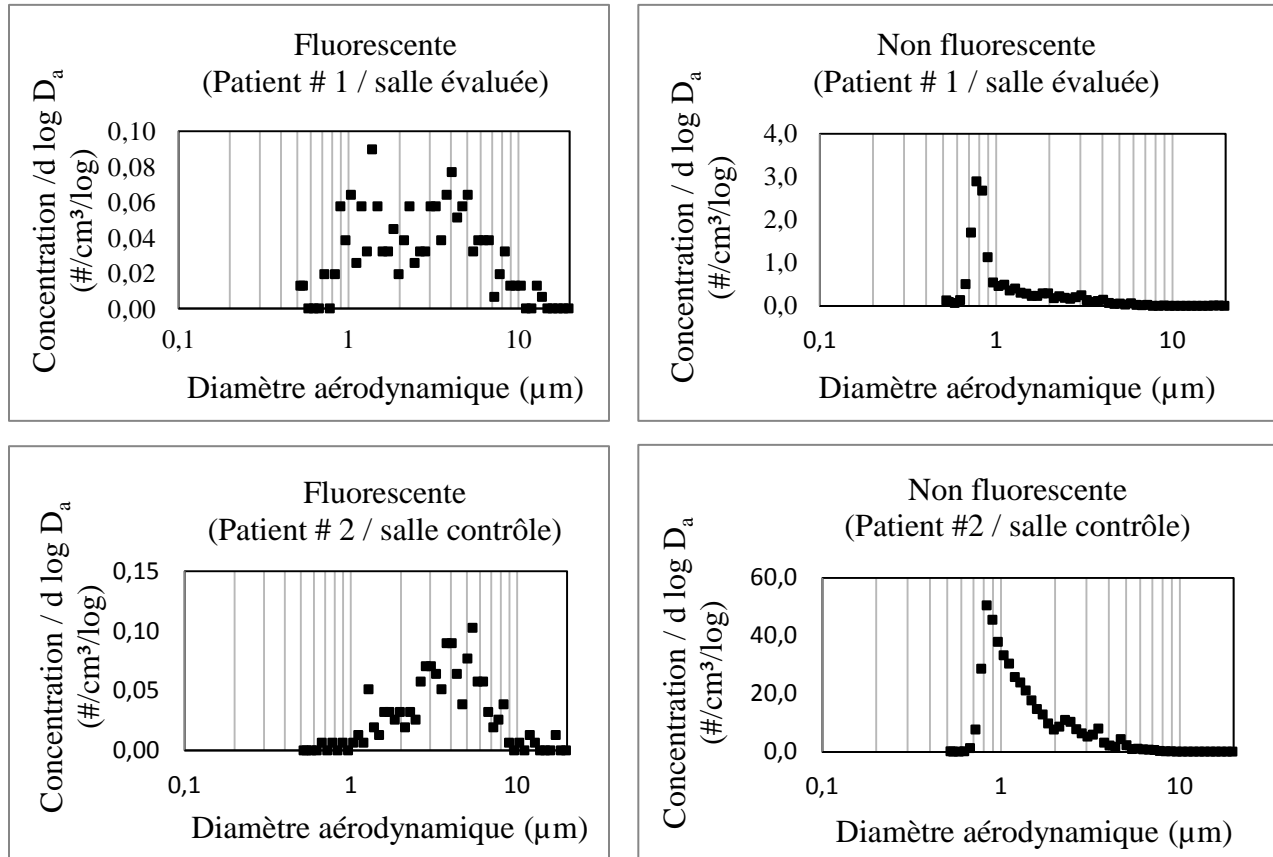 Fluorescente
(Patient # 1 / salle évaluée)
Concentration /d log Da
(#/cm³/log)
0,10
0,08
0,06
0,04
0,02
0,00
0,1
1
10
Diamètre aérodynamique (µm)
Non fluorescente
(Patient # 1 / salle évaluée)
Concentration / d log Da
(#/cm³/log)
4,0
3,0
2,0
1,0
0,0
0,1
1
10
Diamètre aérodynamique (µm)
Fluorescente
(Patient # 2 / salle contrôle)
Concentration / d log Da
(#/cm³/log)
0,15
0,10
0,05
0,00
0,1
1
10
Diamètre aérodynamique (µm)
Non fluorescente
(Patient #2 / salle contrôle)
Concentration / d log Da
(#/cm³/log)
60,0
40,0
20,0
0,0
0,1
1
10
Diamètre aérodynamique (µm)